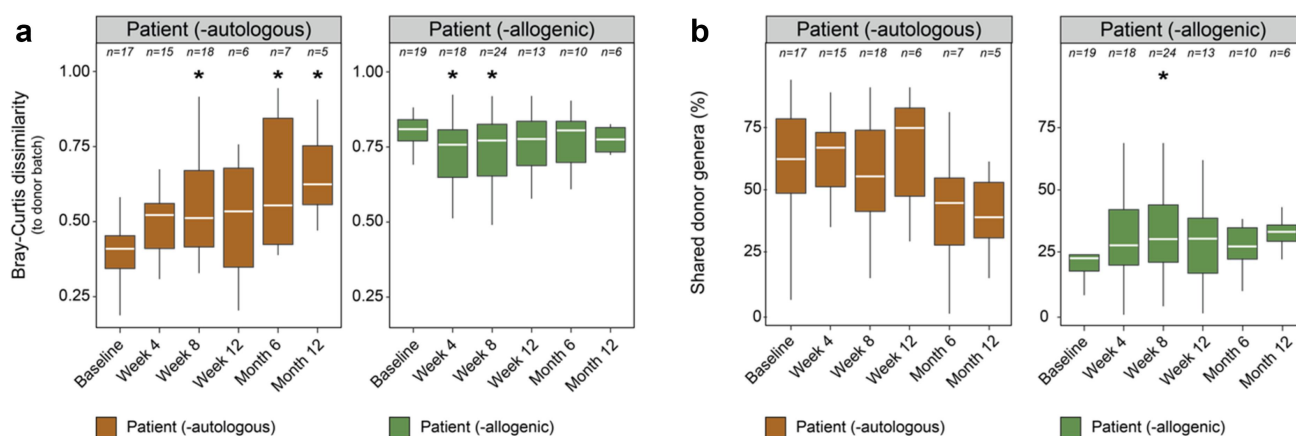 a
Patient (-autologous)
n=17 n=15 n=18 n=6 n=7 n=5
* * *
1.00
0.75
0.50
0.25
Bray-Curtis dissimilarity
(to donor batch)
Baseline Week 4 Week 8 Week 12 Month 6 Month 12
Patient (-autologous)
Patient (-allogenic)
n=19 n=18 n=24 n=13 n=10 n=6
* *
1.00
0.75
0.50
0.25
Baseline Week 4 Week 8 Week 12 Month 6 Month 12
Patient (-allogenic)
b
Patient (-autologous)
n=17 n=15 n=18 n=6 n=7 n=5
75
50
25
0
Shared donor genera (%)
Baseline Week 4 Week 8 Week 12 Month 6 Month 12
Patient (-autologous)
Patient (-allogenic)
n=19 n=18 n=24 n=13 n=10 n=6
*
75
50
25
0
Baseline Week 4 Week 8 Week 12 Month 6 Month 12
Patient (-allogenic)